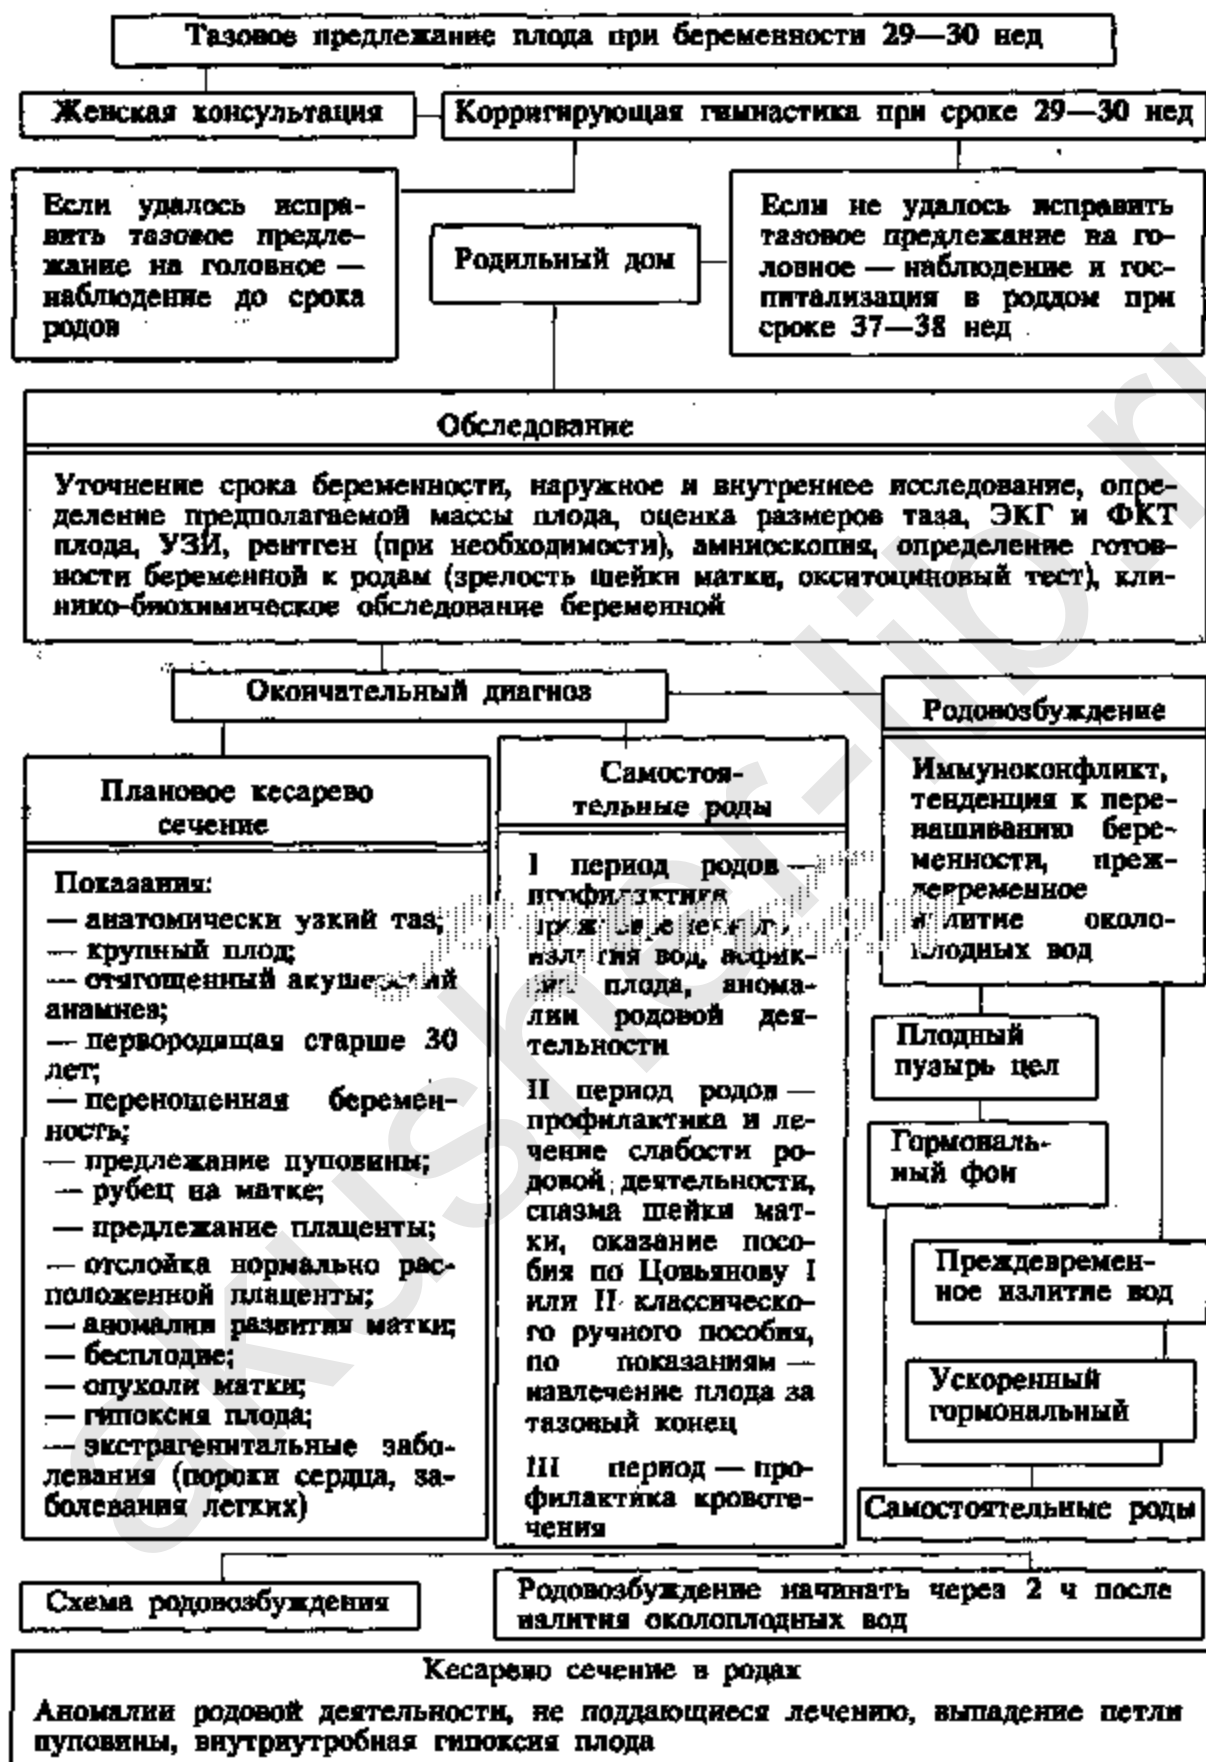 Тазовое предлежание плода при беременности 29—30 нед
Женская консультация
Корригирующая гимнастика при сроке 29—30 нед
Если удалось испра-
вить тазовое предле-
жание на головное —
наблюдение до срока
родов
Родильный дом
Если не удалось исправить
тазовое предлежание на го-
ловное — наблюдение и гос-
питализация в роддом при
сроке 37—38 нед
Обследование
Уточнение срока беременности, наружное и внутреннее исследование, опре-
деление предполагаемой массы плода, оценка размеров таза, ЭКГ и ФКТ
плода, УЗИ, рентген (при необходимости), амниоскопия, определение готов-
ности беременной к родам (зрелость шейки матки, окситоциновый тест), кли-
нико-биохимическое обследование беременной
Окончательный диагноз
Плановое кесарево
сечение
Показания:
— анатомически узкий таз;
— крупный плод;
— отягощенный акушерский
анамнез;
— первородящая старше 30
лет;
— переношенная беремен-
ность;
— предлежание пуповины;
— рубец на матке;
— предлежание плаценты;
— отслойка нормально рас-
положенной плаценты;
— аномалии развития матки;
— бесплодие;
— опухоли матки;
— гипоксия плода;
— экстрагенитальные забо-
левания (пороки сердца, за-
болевания легких)
Самостоя-
тельные роды
I период родов —
профилактика
преждевременного
излития вод, асфик-
сии плода, анома-
лии родовой дея-
тельности
II период родов —
профилактика и ле-
чение слабости ро-
довой деятельности,
спазма шейки мат-
ки, оказание посо-
бия по Цовьянову I
или II классическо-
го ручного пособия,
по показаниям —
извлечение плода за
тазовый конец
III период — про-
филактика кровоте-
чения
Родовозбуждение
Иммуноконфликт,
тенденция к пере-
нашиванию бере-
менности, преж-
девременное
излитие около-
плодных вод
Плодный
пузырь цел
Гормональ-
ный фон
Преждевремен-
ное излитие вод
Ускоренный
гормональный
Самостоятельные роды
Схема родовозбуждения
Родовозбуждение начинать через 2 ч после
излития околоплодных вод
Кесарево сечение в родах
Аномалии родовой деятельности, не поддающиеся лечению, выпадение петли
пуповины, внутриутробная гипоксия плода
akusher-lib.ru